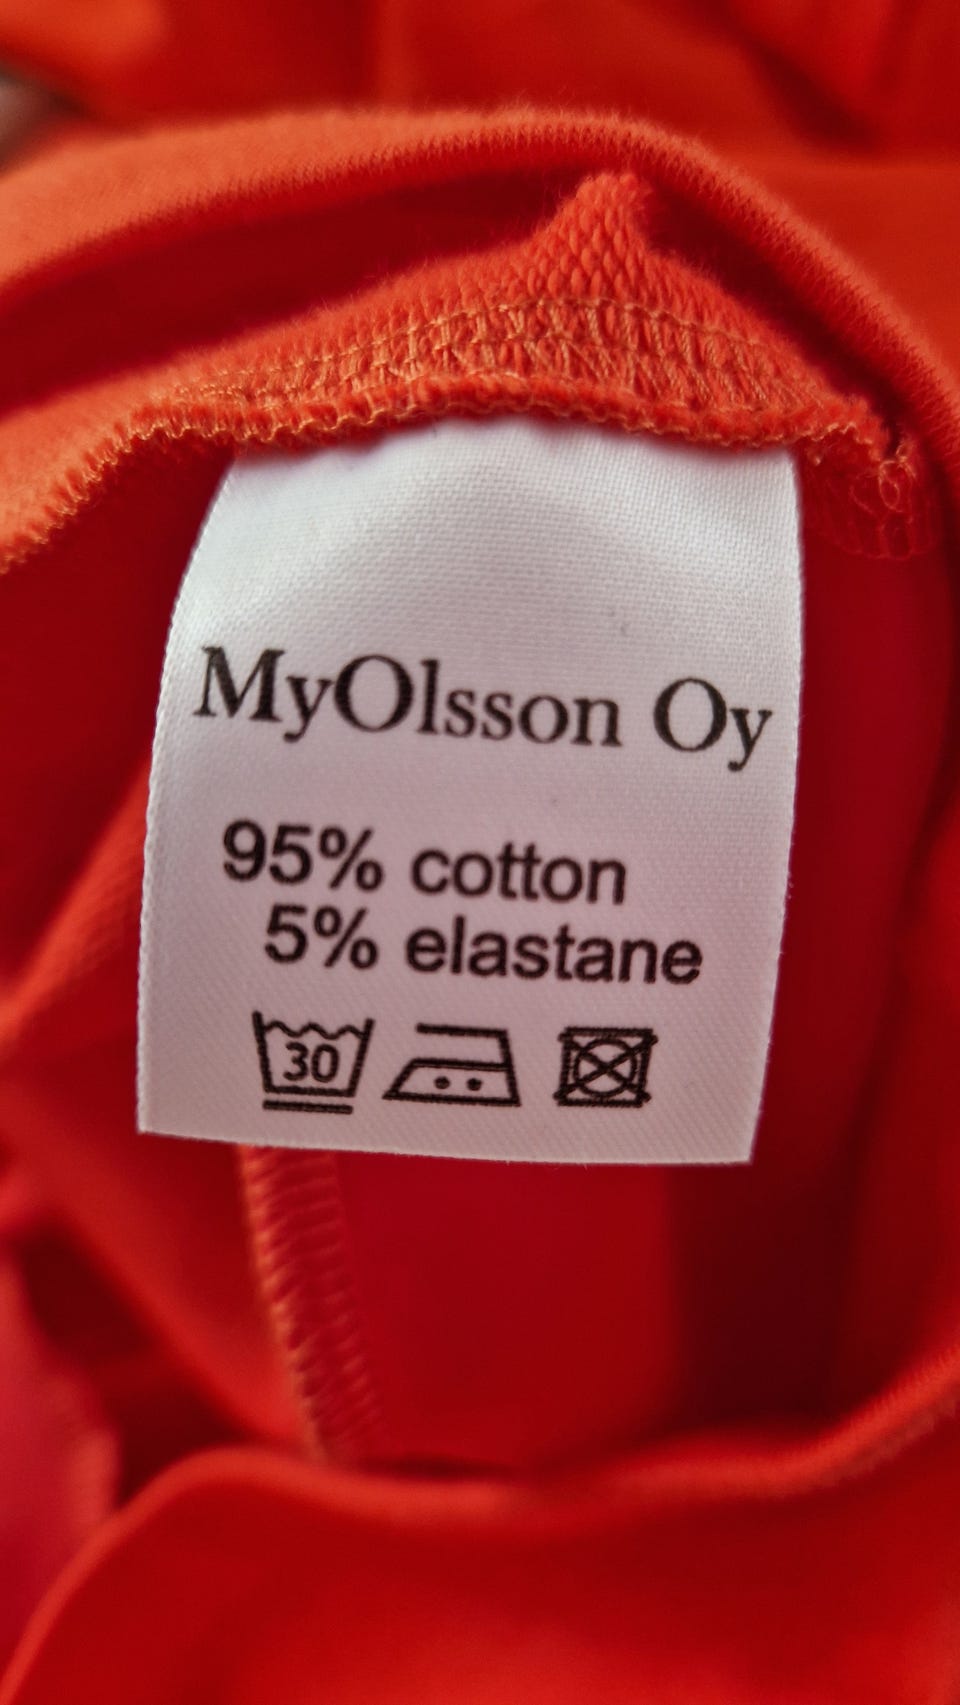 MyOlsson Oy
95% cotton
5% elastane
30